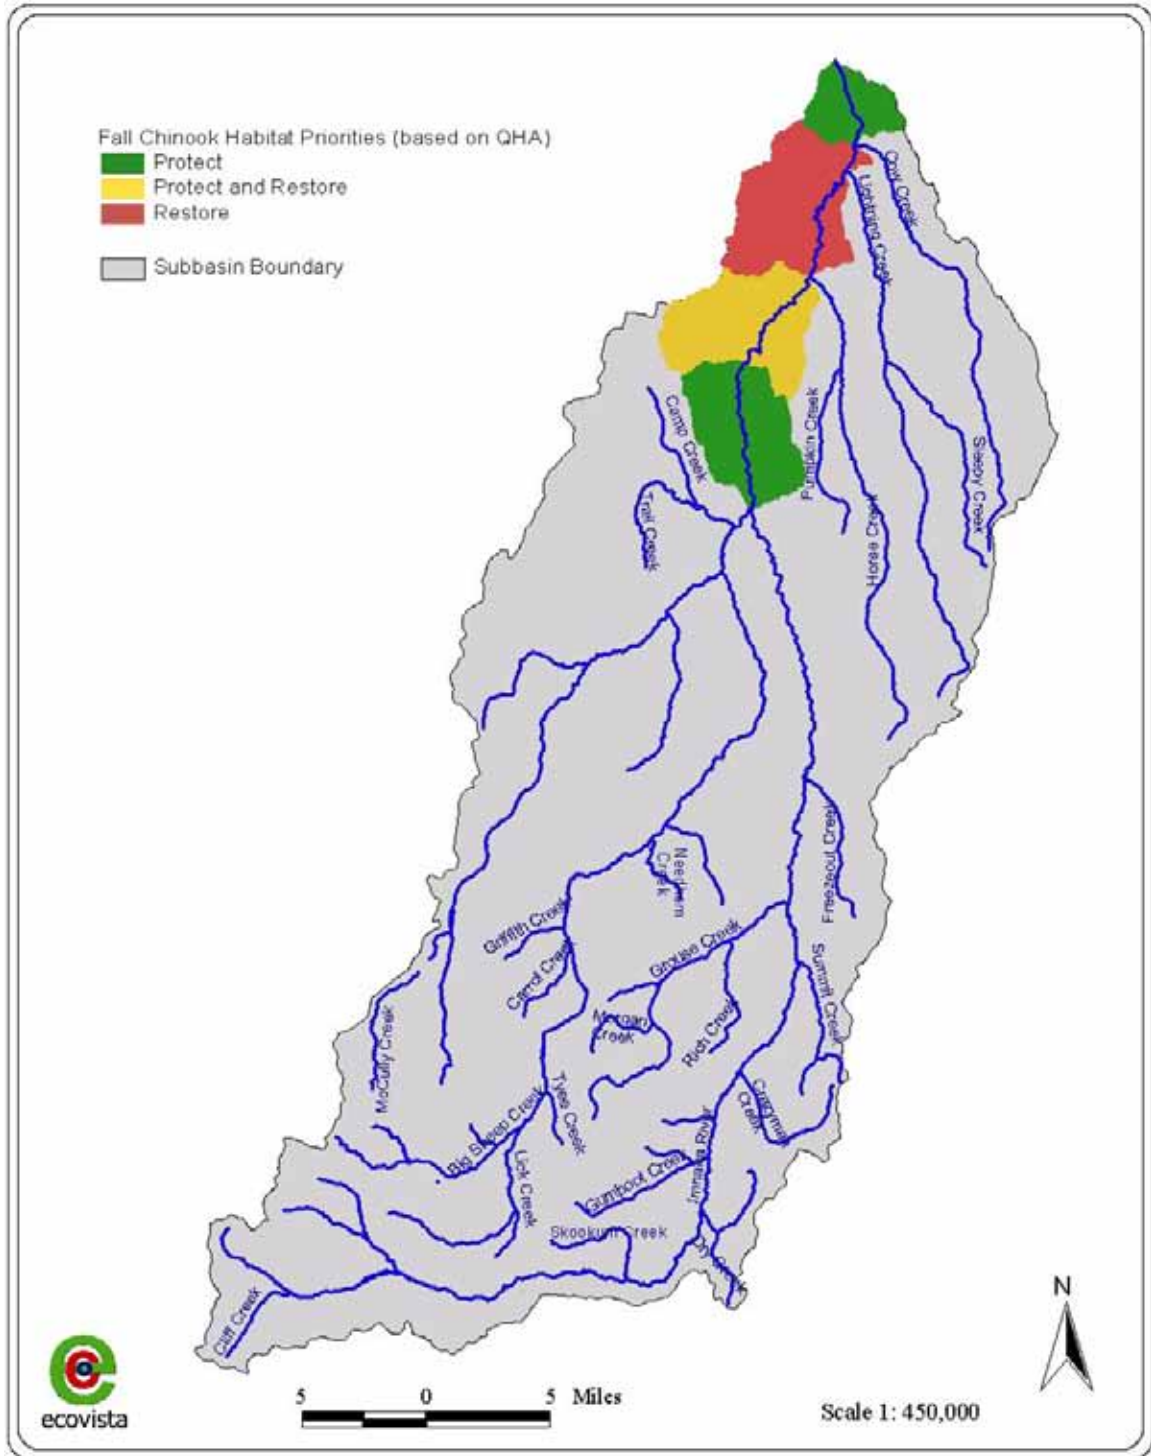 Fall Chinook Habitat Priorities (based on QHA)
Protect
Protect and Restore
Restore
Subbasin Boundary
Cow Creek
Lightning Creek
Camp Creek
Pumpkin Creek
Sleepy Creek
Trail Creek
Horse Creek
Freezeout Creek
Needham
Creek
Griffith Creek
Grouse Creek
Carrol Creek
Summit Creek
Morgan
Creek
Rich Creek
McCully Creek
Tyee Creek
Crazyman
Creek
Big Sheep Creek
Imnaha River
Lick Creek
Gumboot Creek
Skookum Creek
Dry Creek
Cliff Creek
N
ecovista
5 0 5 Miles
Scale 1: 450,000